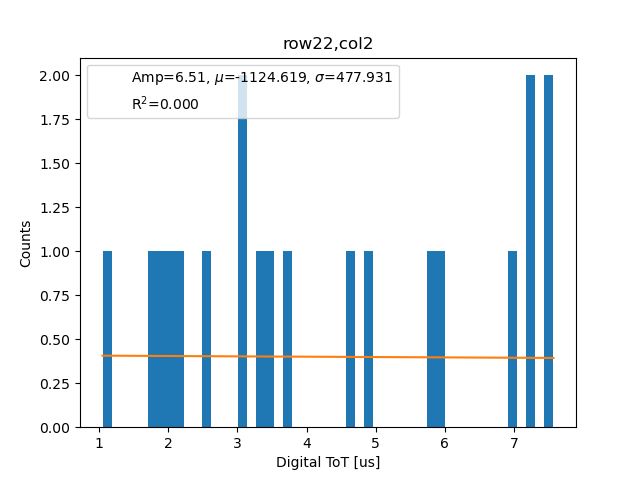 row22,col2
Amp=6.51, μ=-1124.619, σ=477.931
R²=0.000
Counts
2.00
1.75
1.50
1.25
1.00
0.75
0.50
0.25
0.00
1 2 3 4 5 6 7
Digital ToT [us]